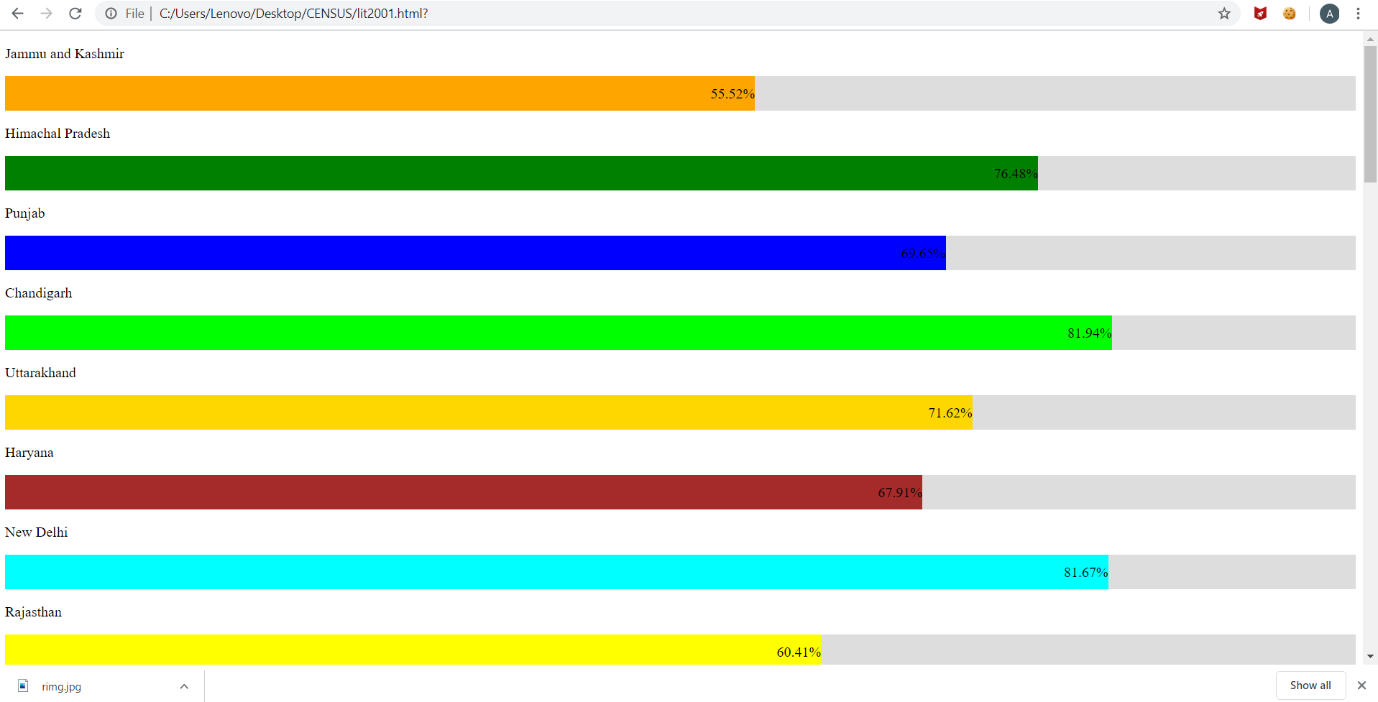 File | C:/Users/Lenovo/Desktop/CENSUS/lit2001.html?
A
Jammu and Kashmir
55.52%
Himachal Pradesh
76.48%
Punjab
69.65%
Chandigarh
81.94%
Uttarakhand
71.62%
Haryana
67.91%
New Delhi
81.67%
Rajasthan
60.41%
rimg.jpg
Show all